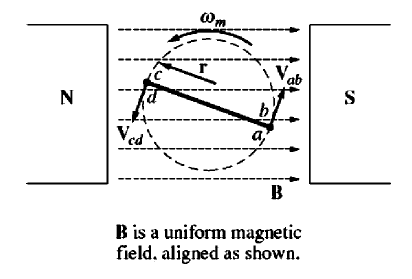 ω_m
c
r
V_ab
N
d
b
S
a
V_cd
B
B is a uniform magnetic
field, aligned as shown.